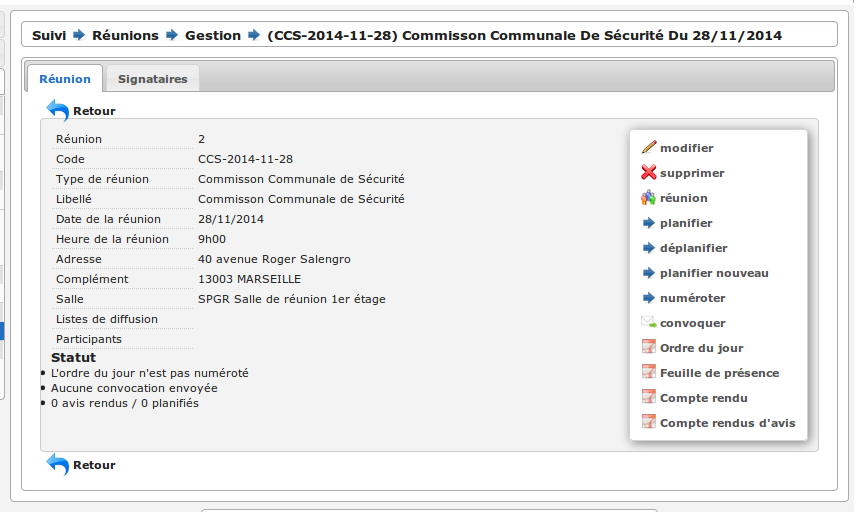 Suivi Réunions Gestion (CCS-2014-11-28) Commisson Communale De Sécurité Du 28/11/2014
Réunion Signataires
Retour
Réunion 2
Code CCS-2014-11-28
Type de réunion Commisson Communale de Sécurité
Libellé Commisson Communale de Sécurité
Date de la réunion 28/11/2014
Heure de la réunion 9h00
Adresse 40 avenue Roger Salengro
Complément 13003 MARSEILLE
Salle SPGR Salle de réunion 1er étage
Listes de diffusion
Participants
Statut
• L'ordre du jour n'est pas numéroté
• Aucune convocation envoyée
• 0 avis rendus / 0 planifiés
modifier
supprimer
réunion
planifier
déplanifier
planifier nouveau
numéroter
convoquer
Ordre du jour
Feuille de présence
Compte rendu
Compte rendus d'avis
Retour